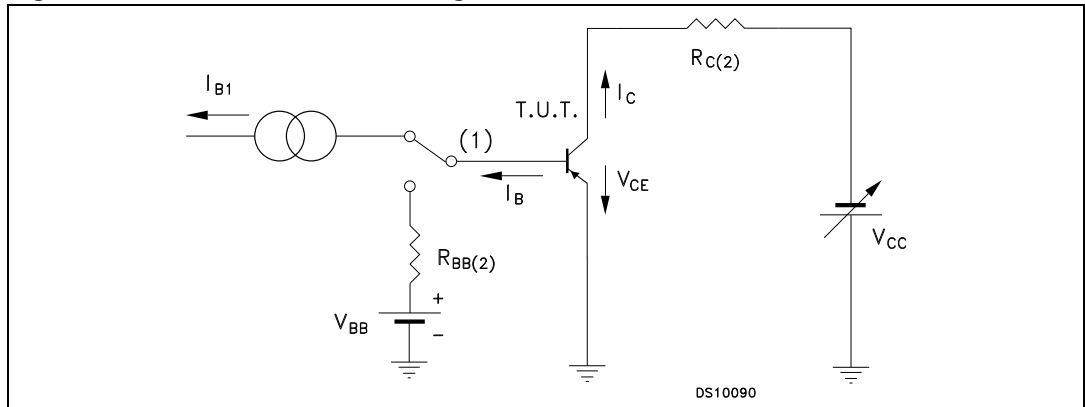 R_C(2)
I_B1
I_C
T.U.T.
(1)
V_CE
I_B
V_CC
R_BB(2)
+
V_BB
-
DS10090